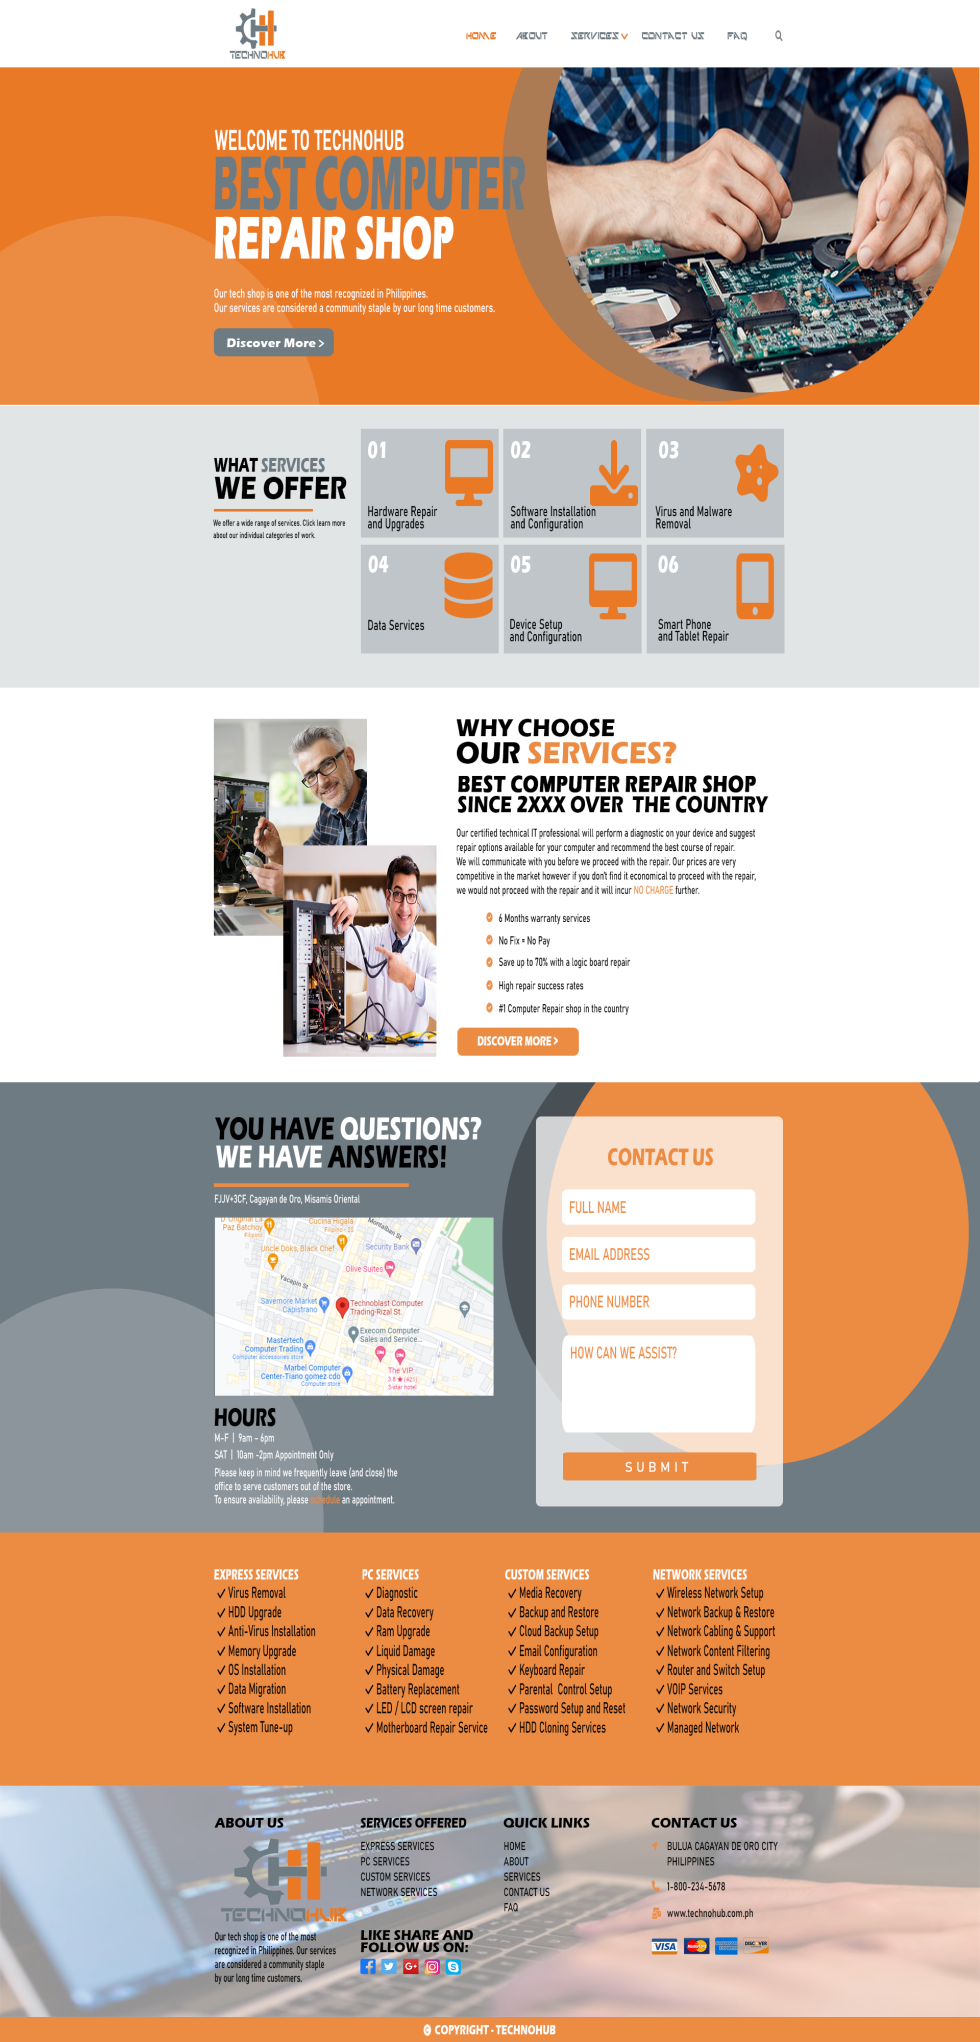 TECHNOHUB
HOME ABOUT SERVICES CONTACT US FAQ
WELCOME TO TECHNOHUB
BEST COMPUTER
REPAIR SHOP
Our tech shop is one of the most recognized in Philippines.
Our services are considered a community staple by our long time customers.
Discover More >
WHAT SERVICES
WE OFFER
We offer a wide range of services. Click learn more
about our individual categories of work.
01
Hardware Repair
and Upgrades
02
Software Installation
and Configuration
03
Virus and Malware
Removal
04
Data Services
05
Device Setup
and Configuration
06
Smart Phone
and Tablet Repair
WHY CHOOSE
OUR SERVICES?
BEST COMPUTER REPAIR SHOP
SINCE 2XXX OVER THE COUNTRY
Our certified technical IT professional will perform a diagnostic on your device and suggest
repair options available for your computer and recommend the best course of repair.
We will communicate with you before we proceed with the repair. Our prices are very
competitive in the market however if you don't find it economical to proceed with the repair,
we would not proceed with the repair and it will incur NO CHARGE further.
6 Months warranty services
No Fix = No Pay
Save up to 70% with a logic board repair
High repair success rates
#1 Computer Repair shop in the country
DISCOVER MORE >
YOU HAVE QUESTIONS?
WE HAVE ANSWERS!
FJJV+3CF, Cagayan de Oro, Misamis Oriental
D' Original La
Paz Batchoy
Filipino
Cucina Higala
Filipino • $$
Montalban St
Uncle Doks, Black Chef
Security Bank
Olive Suites
Yacapin St
Savemore Market
Capistrano
Technoblast Computer
Trading-Rizal St
Execom Computer
Sales and Service...
Mastertech
Computer Trading
Computer accessories store
Marbel Computer
Center-Tiano gomez cdo
Computer store
The VIP
3.8 ★ (421)
3-star hotel
HOURS
M-F | 9am - 6pm
SAT | 10am -2pm Appointment Only
Please keep in mind we frequently leave (and close) the
office to serve customers out of the store.
To ensure availability, please schedule an appointment.
CONTACT US
FULL NAME
EMAIL ADDRESS
PHONE NUMBER
HOW CAN WE ASSIST?
SUBMIT
EXPRESS SERVICES
Virus Removal
HDD Upgrade
Anti-Virus Installation
Memory Upgrade
OS Installation
Data Migration
Software Installation
System Tune-up
PC SERVICES
Diagnostic
Data Recovery
Ram Upgrade
Liquid Damage
Physical Damage
Battery Replacement
LED / LCD screen repair
Motherboard Repair Service
CUSTOM SERVICES
Media Recovery
Backup and Restore
Cloud Backup Setup
Email Configuration
Keyboard Repair
Parental Control Setup
Password Setup and Reset
HDD Cloning Services
NETWORK SERVICES
Wireless Network Setup
Network Backup & Restore
Network Cabling & Support
Network Content Filtering
Router and Switch Setup
VOIP Services
Network Security
Managed Network
ABOUT US
TECHNOHUB
Our tech shop is one of the most
recognized in Philippines. Our services
are considered a community staple
by our long time customers.
SERVICES OFFERED
EXPRESS SERVICES
PC SERVICES
CUSTOM SERVICES
NETWORK SERVICES
LIKE SHARE AND
FOLLOW US ON:
QUICK LINKS
HOME
ABOUT
SERVICES
CONTACT US
FAQ
CONTACT US
BULUA CAGAYAN DE ORO CITY
PHILIPPINES
1-800-234-5678
www.technohub.com.ph
VISA MasterCard DISCOVER
© COPYRIGHT - TECHNOHUB